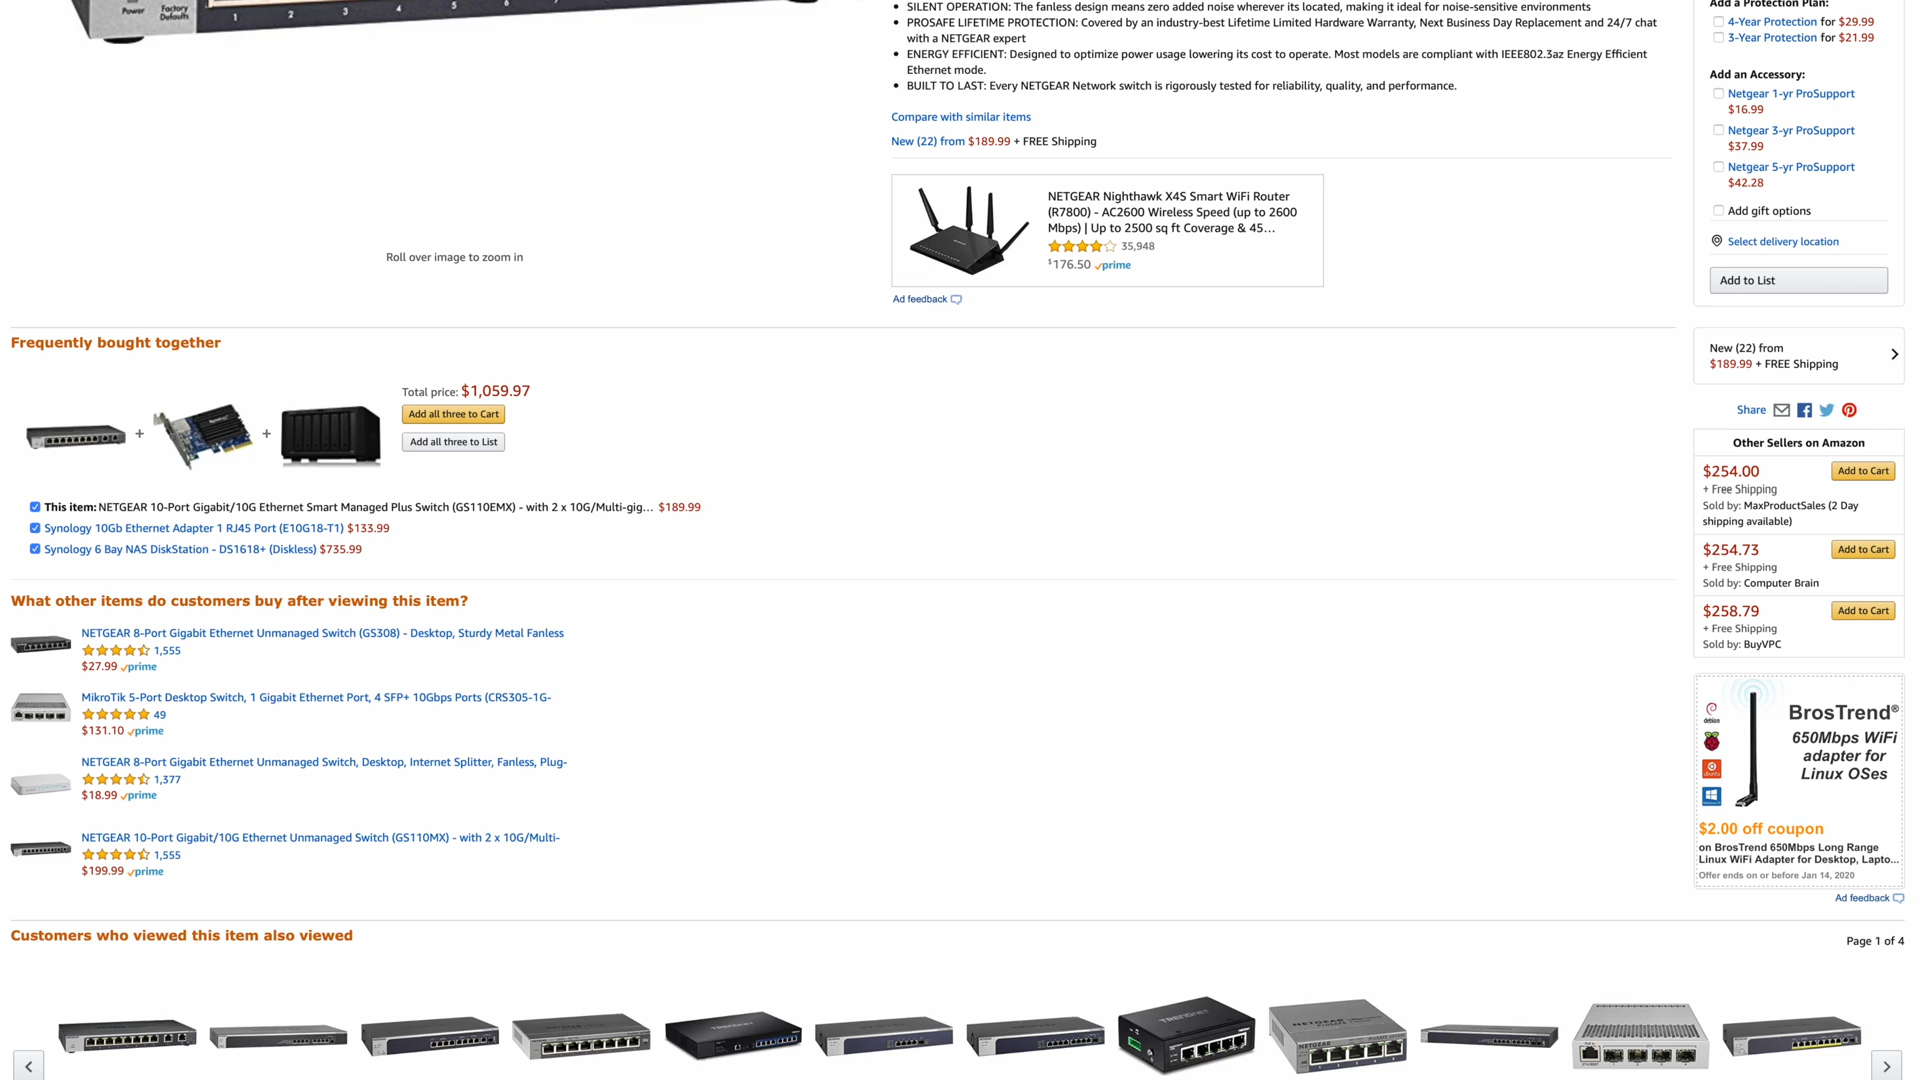 Power
Factory
Defaults
1 2 3 4 5 6
SILENT OPERATION: The fanless design means zero added noise wherever its located, making it ideal for noise-sensitive environments
PROSAFE LIFETIME PROTECTION: Covered by an industry-best Lifetime Limited Hardware Warranty, Next Business Day Replacement and 24/7 chat
with a NETGEAR expert
ENERGY EFFICIENT: Designed to optimize power usage lowering its cost to operate. Most models are compliant with IEEE802.3az Energy Efficient
Ethernet mode.
BUILT TO LAST: Every NETGEAR Network switch is rigorously tested for reliability, quality, and performance.
Compare with similar items
New (22) from $189.99 + FREE Shipping
NETGEAR Nighthawk X4S Smart WiFi Router
(R7800) - AC2600 Wireless Speed (up to 2600
Mbps) | Up to 2500 sq ft Coverage & 45…
35,948
$176.50 prime
Ad feedback
Roll over image to zoom in
Add a Protection Plan:
4-Year Protection for $29.99
3-Year Protection for $21.99
Add an Accessory:
Netgear 1-yr ProSupport
$16.99
Netgear 3-yr ProSupport
$37.99
Netgear 5-yr ProSupport
$42.28
Add gift options
Select delivery location
Add to List
New (22) from
$189.99 + FREE Shipping
Share
Other Sellers on Amazon
$254.00 Add to Cart
+ Free Shipping
Sold by: MaxProductSales (2 Day
shipping available)
$254.73 Add to Cart
+ Free Shipping
Sold by: Computer Brain
$258.79 Add to Cart
+ Free Shipping
Sold by: BuyVPC
debian
ubuntu
BrosTrend®
650Mbps WiFi
adapter for
Linux OSes
$2.00 off coupon
on BrosTrend 650Mbps Long Range
Linux WiFi Adapter for Desktop, Lapto...
Offer ends on or before Jan 14, 2020
Ad feedback
Frequently bought together
Total price: $1,059.97
Add all three to Cart
Add all three to List
+ +
This item: NETGEAR 10-Port Gigabit/10G Ethernet Smart Managed Plus Switch (GS110EMX) - with 2 x 10G/Multi-gig… $189.99
Synology 10Gb Ethernet Adapter 1 RJ45 Port (E10G18-T1) $133.99
Synology 6 Bay NAS DiskStation - DS1618+ (Diskless) $735.99
What other items do customers buy after viewing this item?
NETGEAR 8-Port Gigabit Ethernet Unmanaged Switch (GS308) - Desktop, Sturdy Metal Fanless
1,555
$27.99 prime
MikroTik 5-Port Desktop Switch, 1 Gigabit Ethernet Port, 4 SFP+ 10Gbps Ports (CRS305-1G-
49
$131.10 prime
NETGEAR 8-Port Gigabit Ethernet Unmanaged Switch, Desktop, Internet Splitter, Fanless, Plug-
1,377
$18.99 prime
NETGEAR 10-Port Gigabit/10G Ethernet Unmanaged Switch (GS110MX) - with 2 x 10G/Multi-
1,555
$199.99 prime
Customers who viewed this item also viewed
Page 1 of 4
TRENDNET
TRENDNET
NETGEAR